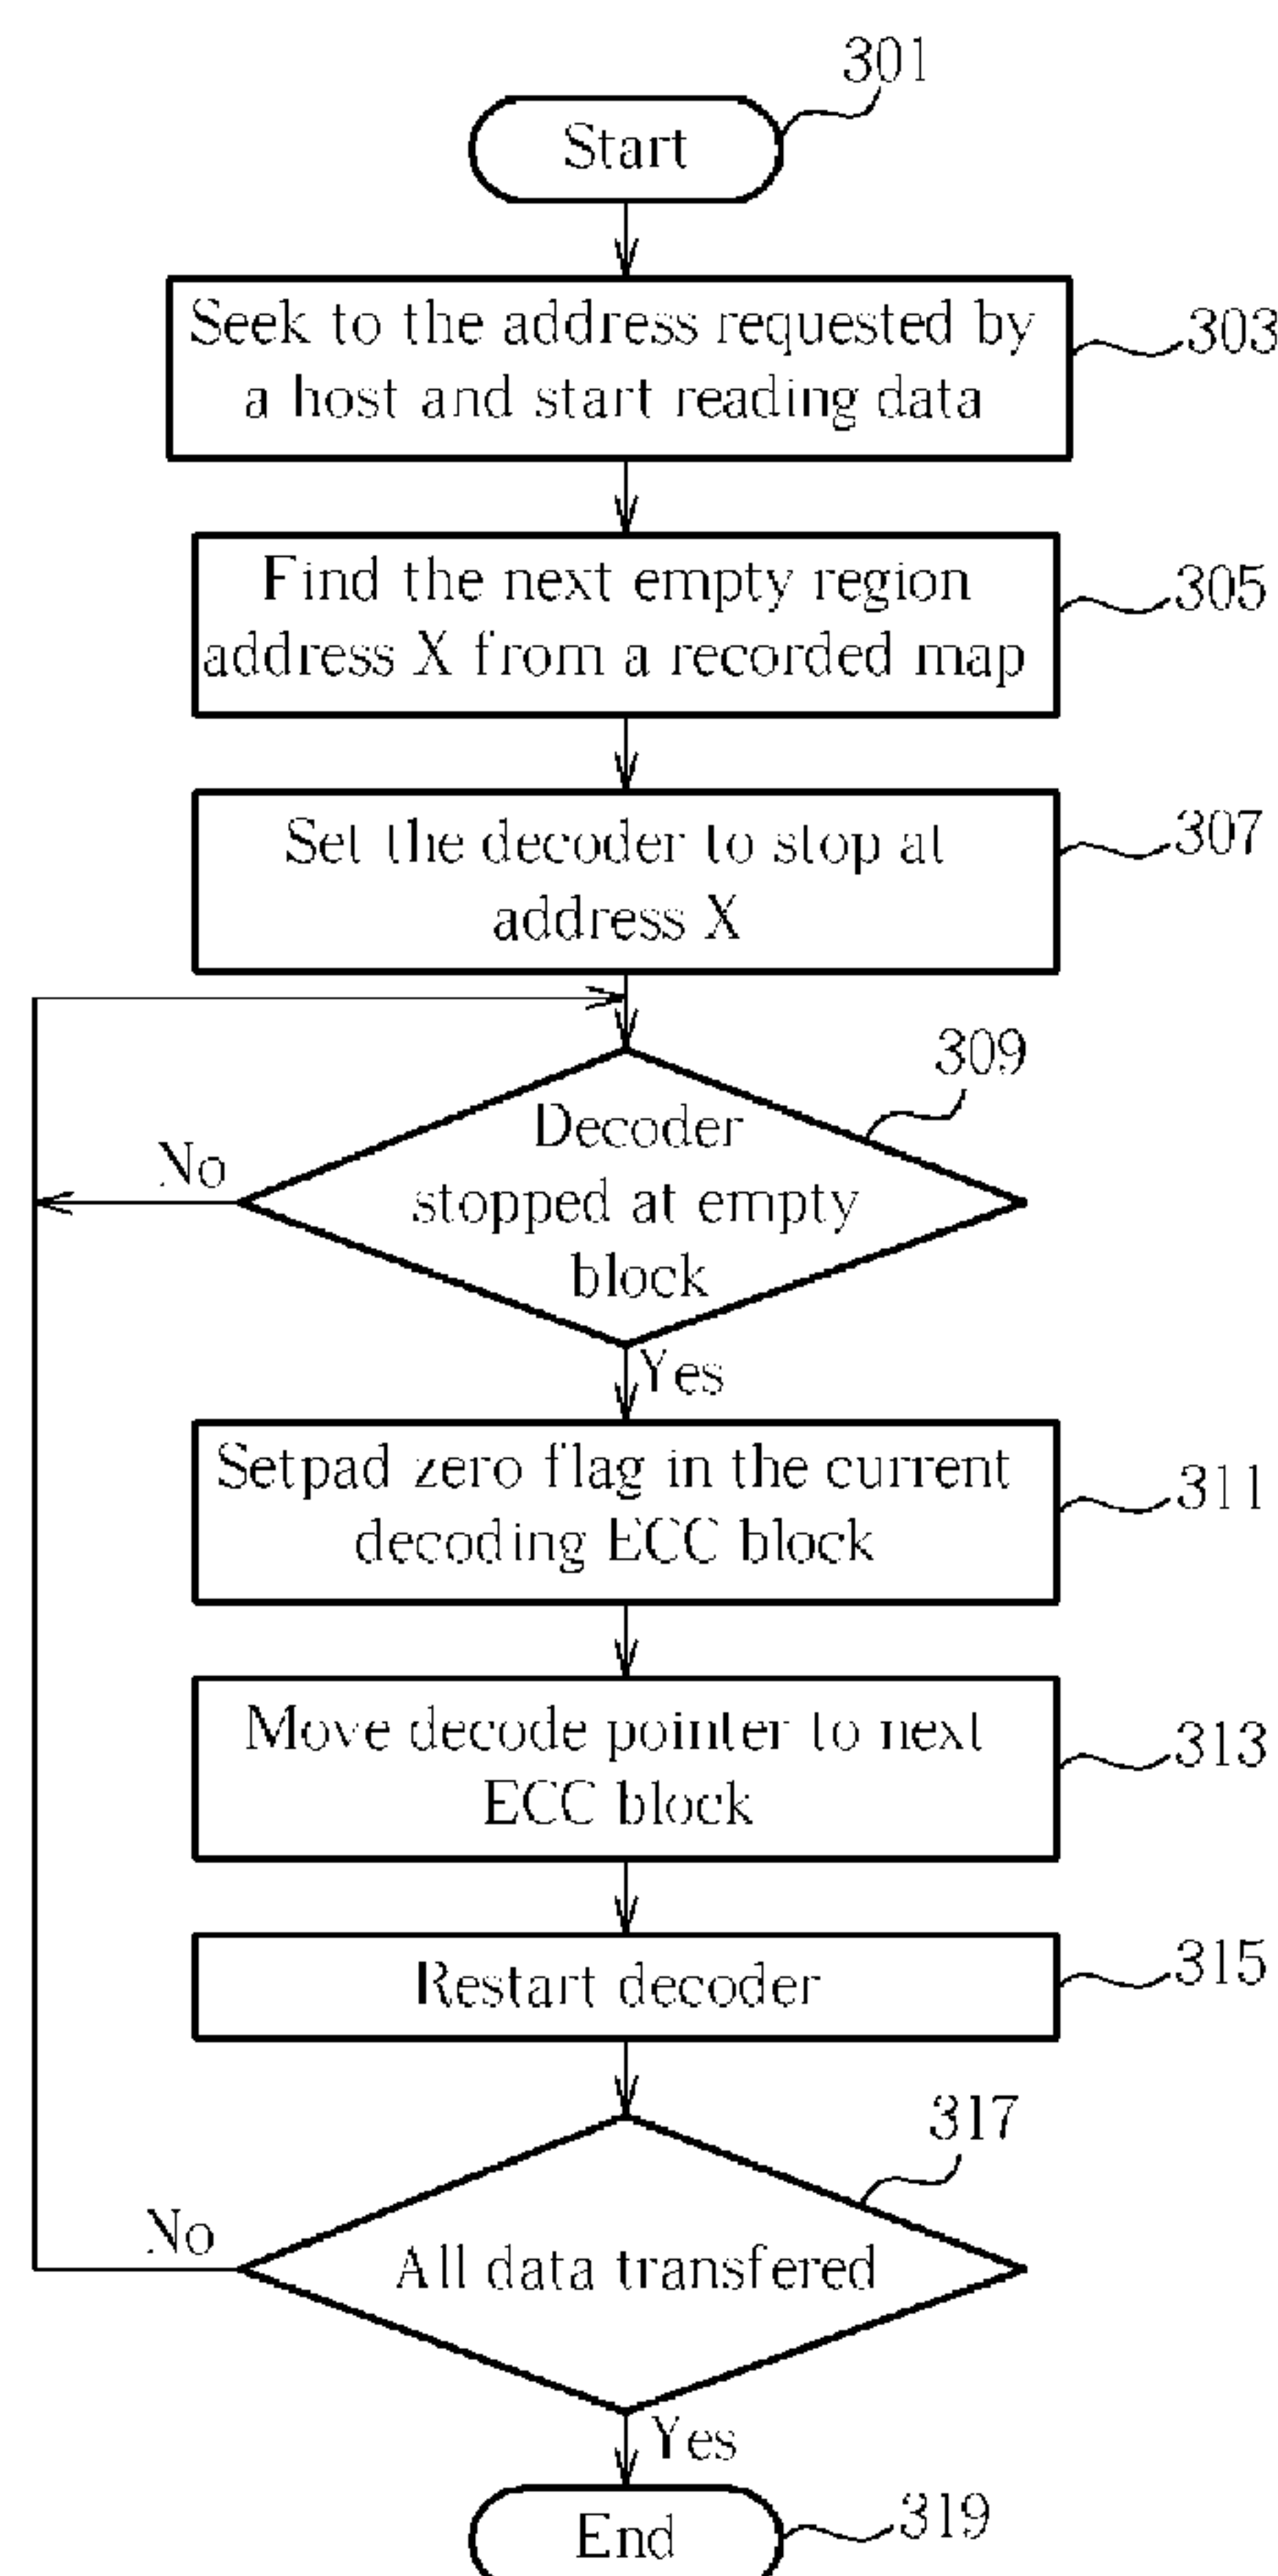 301
Start
Seek to the address requested by
a host and start reading data
303
Find the next empty region
address X from a recorded map
305
Set the decoder to stop at
address X
307
309
Decoder
stopped at empty
block
No
Yes
Setpad zero flag in the current
decoding ECC block
311
Move decode pointer to next
ECC block
313
Restart decoder
315
317
All data transfered
No
Yes
End
319